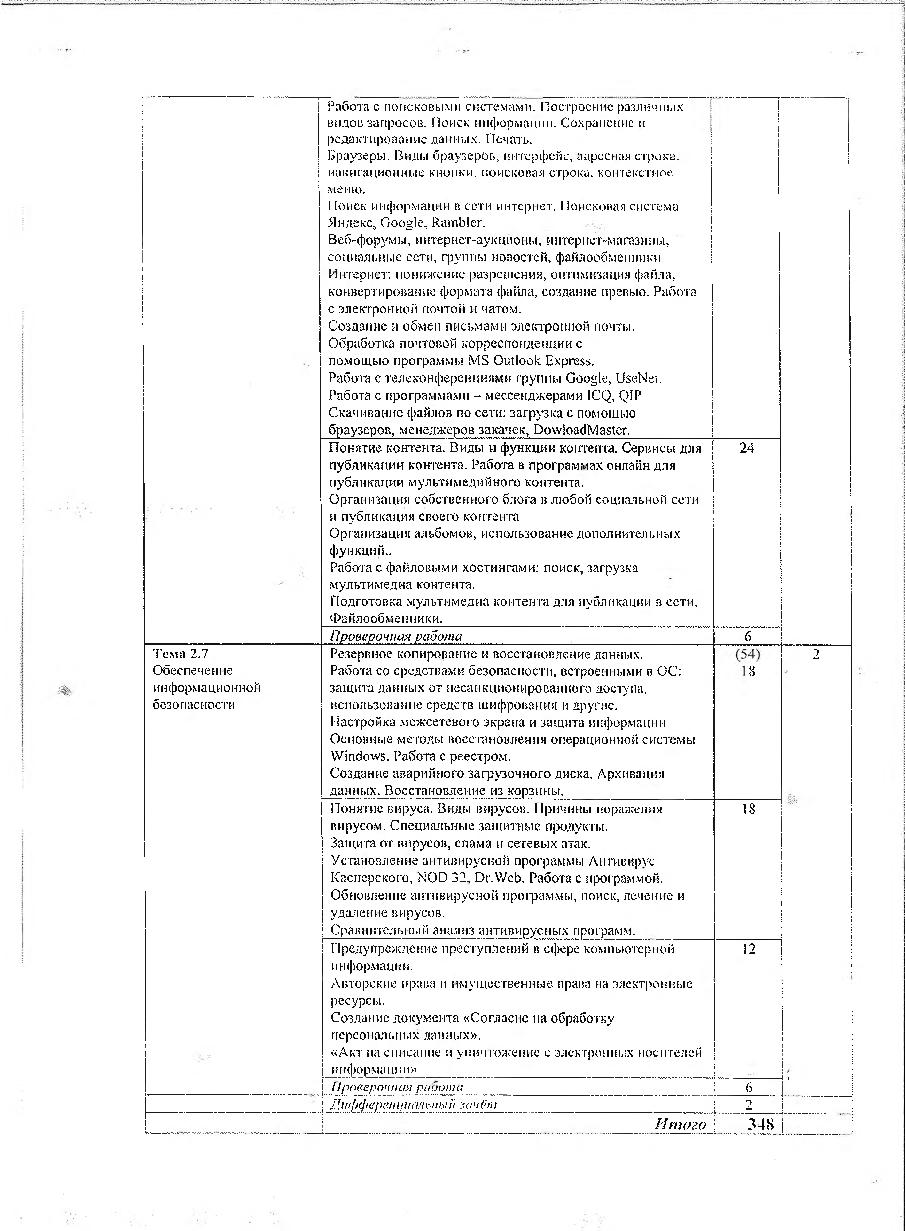 Работа с поисковыми системами. Построение различных
видов запросов. Поиск информации. Сохранение и
редактирование данных. Печать.
Браузеры. Виды браузеров, интерфейс, адресная строка,
навигационные кнопки, поисковая строка, контекстное
меню.
Поиск информации в сети интернет. Поисковая система
Яндекс, Google, Rambler.
Веб-форумы, интернет-аукционы, интернет-магазины,
социальные сети, группы новостей, файлообменники
Интернет: понижение разрешения, оптимизация файла,
конвертирование формата файла, создание превью. Работа
с электронной почтой и чатом.
Создание и обмен письмами электронной почты.
Обработка почтовой корреспонденции с
помощью программы MS Outlook Express.
Работа с телеконференциями группы Google, UseNet.
Работа с программами – мессенджерами ICQ, QIP
Скачивание файлов по сети: загрузка с помощью
браузеров, менеджеров закачек, DowloadMaster.
Понятие контента. Виды и функции контента. Сервисы для 24
публикации контента. Работа в программах онлайн для
публикации мультимедийного контента.
Организация собственного блога в любой социальной сети
и публикация своего контента
Организация альбомов, использование дополнительных
функций..
Работа с файловыми хостингами: поиск, загрузка
мультимедиа контента.
Подготовка мультимедиа контента для публикации в сети.
Файлообменники.
Проверочная работа 6
Тема 2.7 Резервное копирование и восстановление данных. (54) 2
Обеспечение Работа со средствами безопасности, встроенными в ОС: 18
информационной защита данных от несанкционированного доступа,
безопасности использование средств шифрования и другие.
Настройка межсетевого экрана и защита информации
Основные методы восстановления операционной системы
Windows. Работа с реестром.
Создание аварийного загрузочного диска. Архивация
данных. Восстановление из корзины.
Понятие вируса. Виды вирусов. Причины поражения 18
вирусом. Специальные защитные продукты.
Защита от вирусов, спама и сетевых атак.
Установление антивирусной программы Антивирус
Касперского, NOD 32, Dr.Web. Работа с программой.
Обновление антивирусной программы, поиск, лечение и
удаление вирусов.
Сравнительный анализ антивирусных программ.
Предупреждение преступлений в сфере компьютерной 12
информации.
Авторские права и имущественные права на электронные
ресурсы.
Создание документа «Согласие на обработку
персональных данных».
«Акт на списание и уничтожение с электронных носителей
информации»
Проверочная работа 6
Дифференциальный зачёт 2
Итого 348